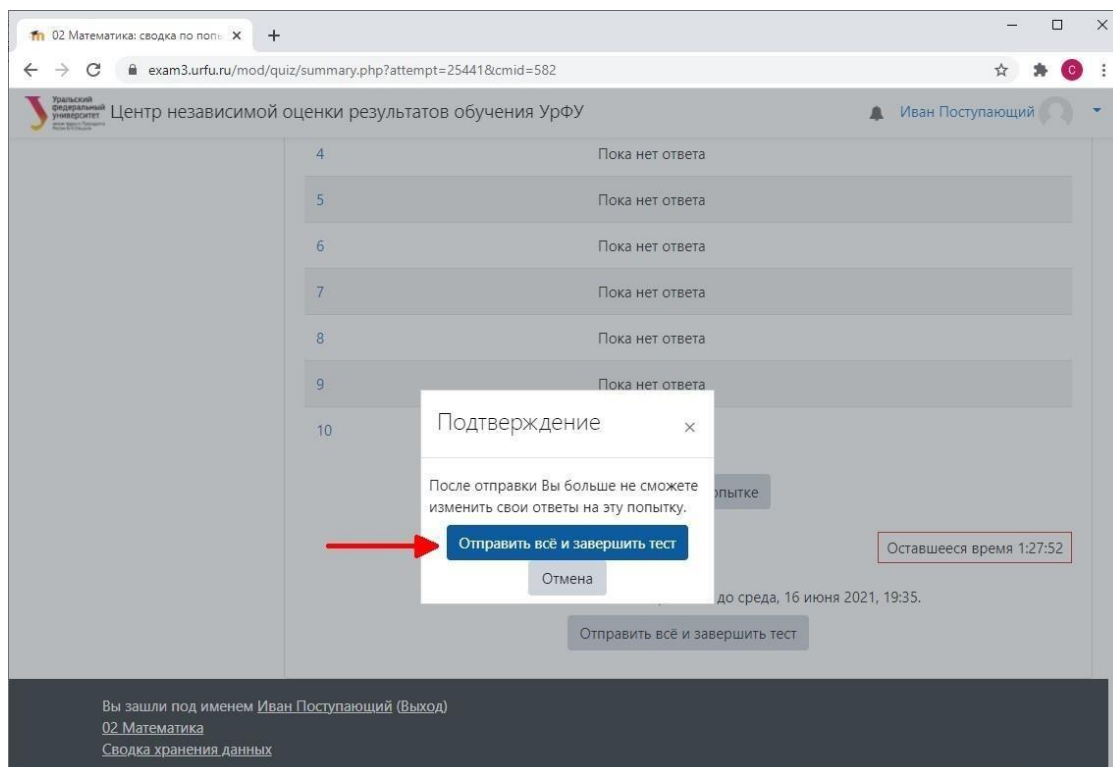 02 Математика: сводка по попы
exam3.urfu.ru/mod/quiz/summary.php?attempt=25441&cmid=582
C
Уральский
федеральный
университет
Центр независимой оценки результатов обучения УрФУ
Иван Поступающий
4 Пока нет ответа
5 Пока нет ответа
6 Пока нет ответа
7 Пока нет ответа
8 Пока нет ответа
9 Пока нет ответа
10
Подтверждение ×
После отправки Вы больше не сможете
изменить свои ответы на эту попытку.
Отправить всё и завершить тест
Отмена
опытке
Оставшееся время 1:27:52
до среда, 16 июня 2021, 19:35.
Отправить всё и завершить тест
Вы зашли под именем Иван Поступающий (Выход)
02 Математика
Сводка хранения данных